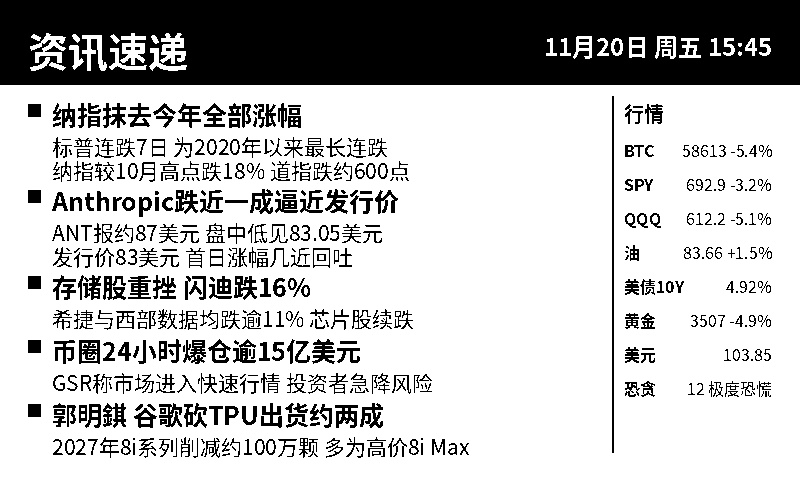 资讯速递
11月20日 周五 15:45
纳指抹去今年全部涨幅
标普连跌7日 为2020年以来最长连跌
纳指较10月高点跌18% 道指跌约600点
Anthropic跌近一成逼近发行价
ANT报约87美元 盘中低见83.05美元
发行价83美元 首日涨幅几近回吐
存储股重挫 闪迪跌16%
希捷与西部数据均跌逾11% 芯片股续跌
币圈24小时爆仓逾15亿美元
GSR称市场进入快速行情 投资者急降风险
郭明錤 谷歌砍TPU出货约两成
2027年8i系列削减约100万颗 多为高价8i Max
行情
BTC 58613 -5.4%
SPY 692.9 -3.2%
QQQ 612.2 -5.1%
油 83.66 +1.5%
美债10Y 4.92%
黄金 3507 -4.9%
美元 103.85
恐贪 12 极度恐慌